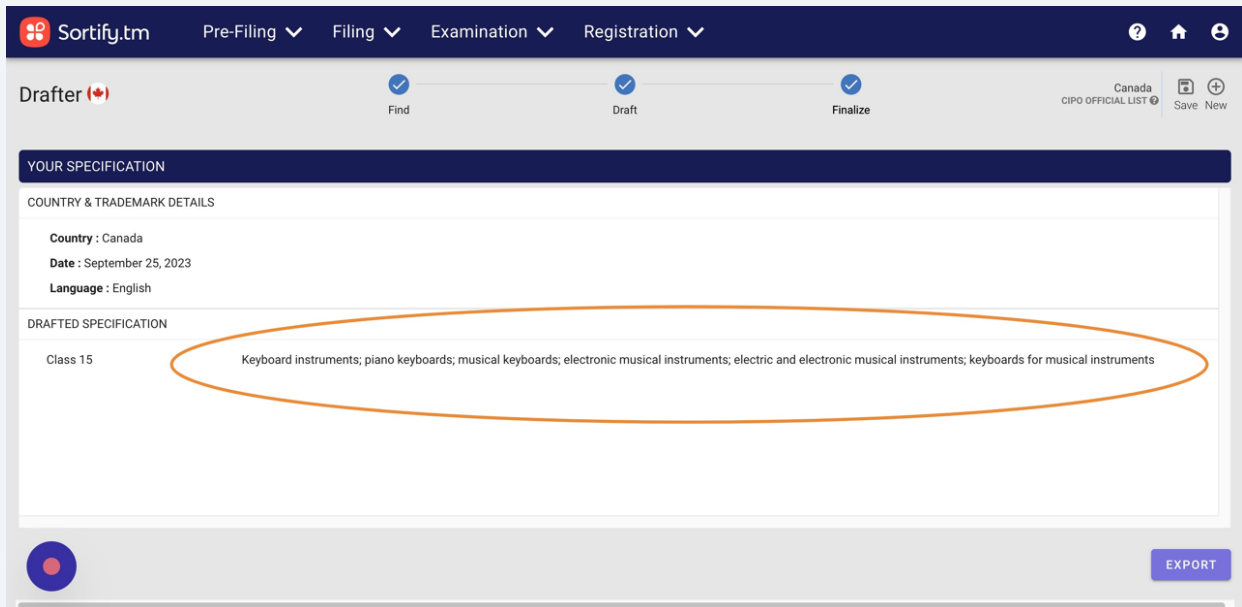 Sortify.tm Pre-Filing Filing Examination Registration
Drafter
Find Draft Finalize
Canada
CIPO OFFICIAL LIST
Save New
YOUR SPECIFICATION
COUNTRY & TRADEMARK DETAILS
Country : Canada
Date : September 25, 2023
Language : English
DRAFTED SPECIFICATION
Class 15 Keyboard instruments; piano keyboards; musical keyboards; electronic musical instruments; electric and electronic musical instruments; keyboards for musical instruments
EXPORT